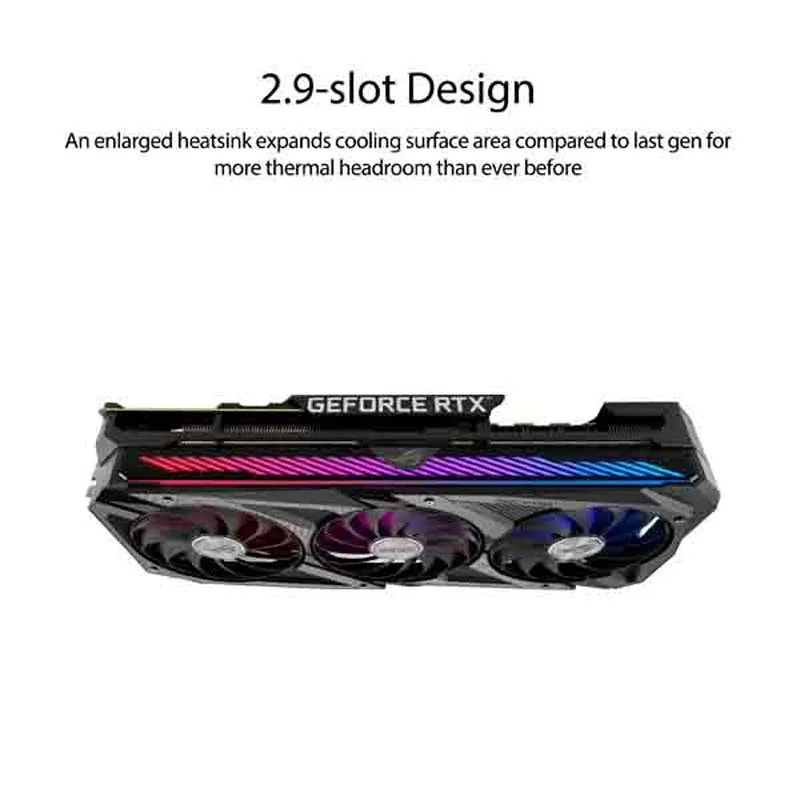 2.9-slot Design
An enlarged heatsink expands cooling surface area compared to last gen for
more thermal headroom than ever before
GEFORCE RTX